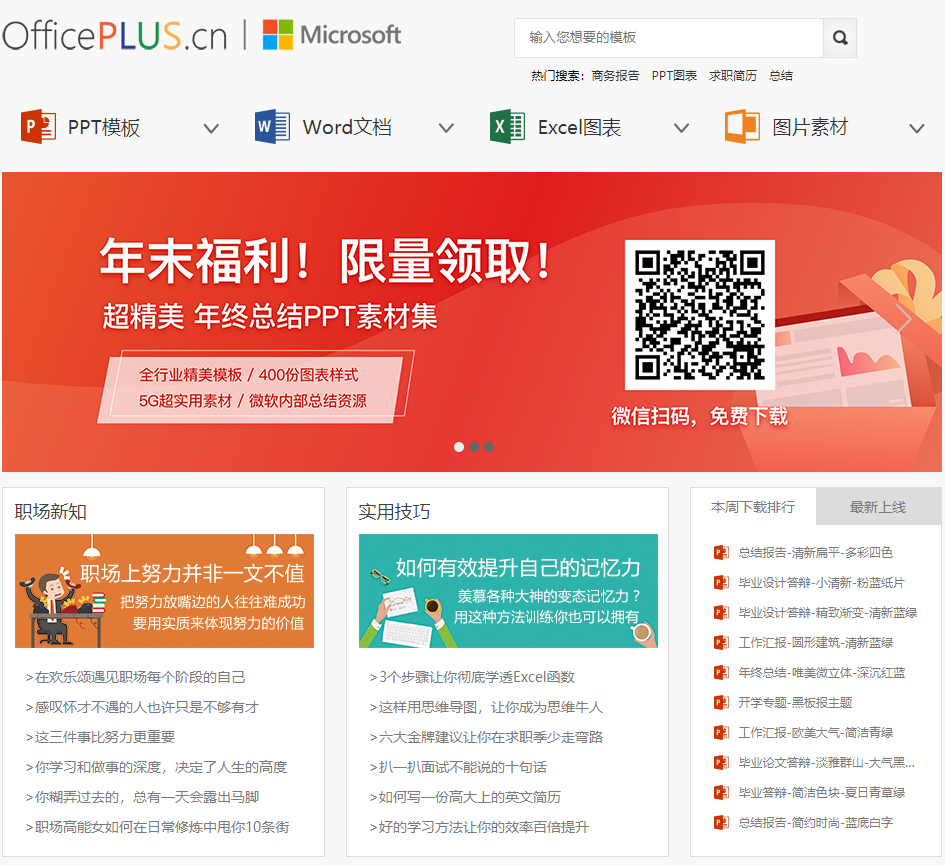 OfficePLUS.cn | Microsoft
输入您想要的模板
热门搜索：商务报告 PPT图表 求职简历 总结
PPT模板
Word文档
Excel图表
图片素材
年末福利！限量领取！
超精美 年终总结PPT素材集
全行业精美模板 / 400份图表样式
5G超实用素材 / 微软内部总结资源
微信扫码，免费下载
职场新知
职场上努力并非一文不值
把努力放嘴边的人往往难成功
要用实质来体现努力的价值
>在欢乐颂遇见职场每个阶段的自己
>感叹怀才不遇的人也许只是不够有才
>这三件事比努力更重要
>你学习和做事的深度，决定了人生的高度
>你糊弄过去的，总有一天会露出马脚
>职场高能女如何在日常修炼中甩你10条街
实用技巧
如何有效提升自己的记忆力
羡慕各种大神的变态记忆力？
用这种方法训练你也可以拥有
>3个步骤让你彻底学透Excel函数
>这样用思维导图，让你成为思维牛人
>六大金牌建议让你在求职季少走弯路
>扒一扒面试不能说的十句话
>如何写一份高大上的英文简历
>好的学习方法让你的效率百倍提升
本周下载排行
最新上线
总结报告-清新扁平-多彩四色
毕业设计答辩-小清新-粉蓝纸片
毕业设计答辩-精致渐变-清新蓝绿
工作汇报-圆形建筑-清新蓝绿
年终总结-唯美微立体-深沉红蓝
开学专题-黑板报主题
工作汇报-欧美大气-简洁青绿
毕业论文答辩-淡雅群山-大气黑...
毕业答辩-简洁色块-夏日青草绿
总结报告-简约时尚-蓝底白字